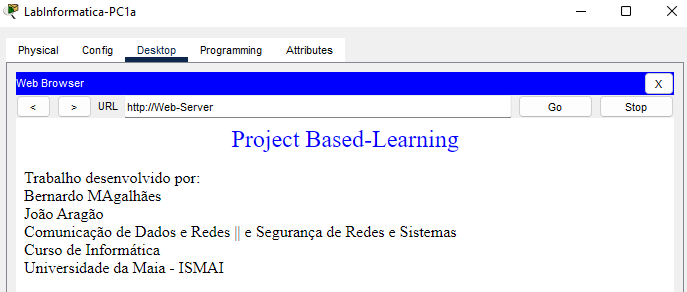 LabInformatica-PC1a
Physical Config Desktop Programming Attributes
Web Browser X
< > URL http://Web-Server Go Stop
Project Based-Learning
Trabalho desenvolvido por:
Bernardo MAgalhães
João Aragão
Comunicação de Dados e Redes || e Segurança de Redes e Sistemas
Curso de Informática
Universidade da Maia - ISMAI